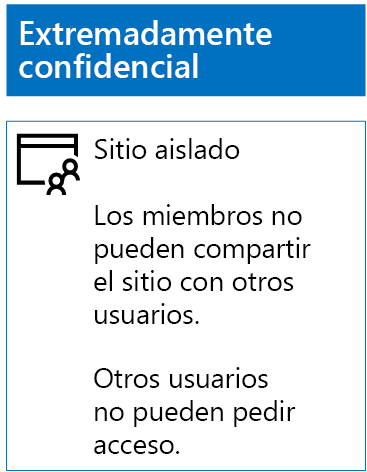 Extremadamente
confidencial
Sitio aislado
Los miembros no
pueden compartir
el sitio con otros
usuarios.
Otros usuarios
no pueden pedir
acceso.